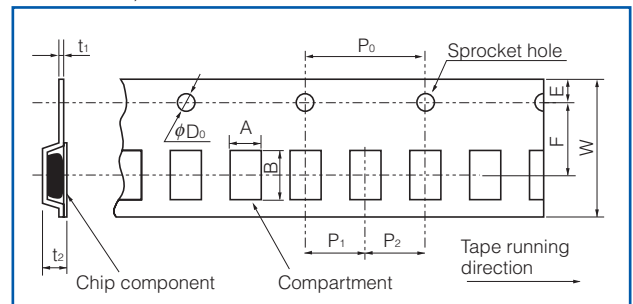 t1
P0
Sprocket hole
E
φD0
A
F
W
B
t2
P1
P2
Tape running
direction
Chip component
Compartment